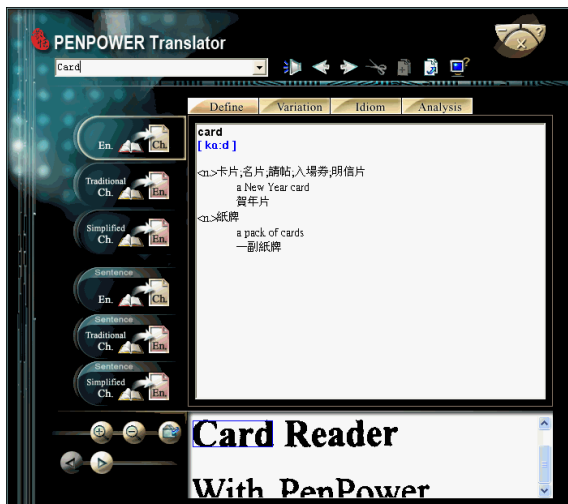 PENPOWER Translator
Card
Define Variation Idiom Analysis
card
[ kɑ:d ]
<n.>卡片,名片,請帖,入場券,明信片
a New Year card
賀年片
<n.>紙牌
a pack of cards
一副紙牌
En. Ch.
Traditional
Ch. En.
Simplified
Ch. En.
Sentence
En. Ch.
Sentence
Traditional
Ch. En.
Sentence
Simplified
Ch. En.
Card Reader
With PenPower